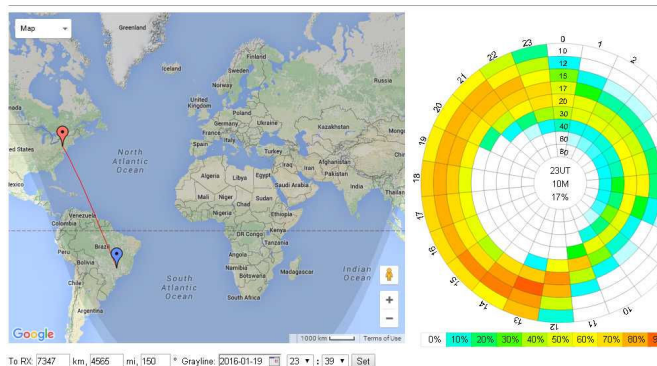 Map
Greenland
Iceland
Finland
Sweden
Norway
Russia
United
Kingdom
Poland
Germany
Ukraine
Kazakhstan
Mong
France
Italy
Spain
Turkey
nada
ed States
North
Atlantic
Ocean
Iraq
Iran
Afghanistan
Pakistan
Chin
Algeria
Libya
Egypt
Saudi Arabia
India
Thailand
Mexico
Mali
Niger
Chad
Sudan
Nigeria
Ethiopia
Venezuela
Colombia
DR Congo
Kenya
Tanzania
Brazil
Peru
Bolivia
Angola
Namibia
Botswana
Madagascar
Indian
Ocean
Chile
South
Atlantic
Ocean
South Africa
Argentina
+
−
Google
1000 km
Terms of Use
To RX: 7347 km, 4565 mi, 150 ° Grayline: 2016-01-19 23 : 39 Set
0
1
2
10
11
12
13
14
15
16
17
18
19
20
21
22
23
10
12
15
17
20
30
40
60
80
23UT
10M
17%
0% 10% 20% 30% 40% 50% 60% 70% 80% 9